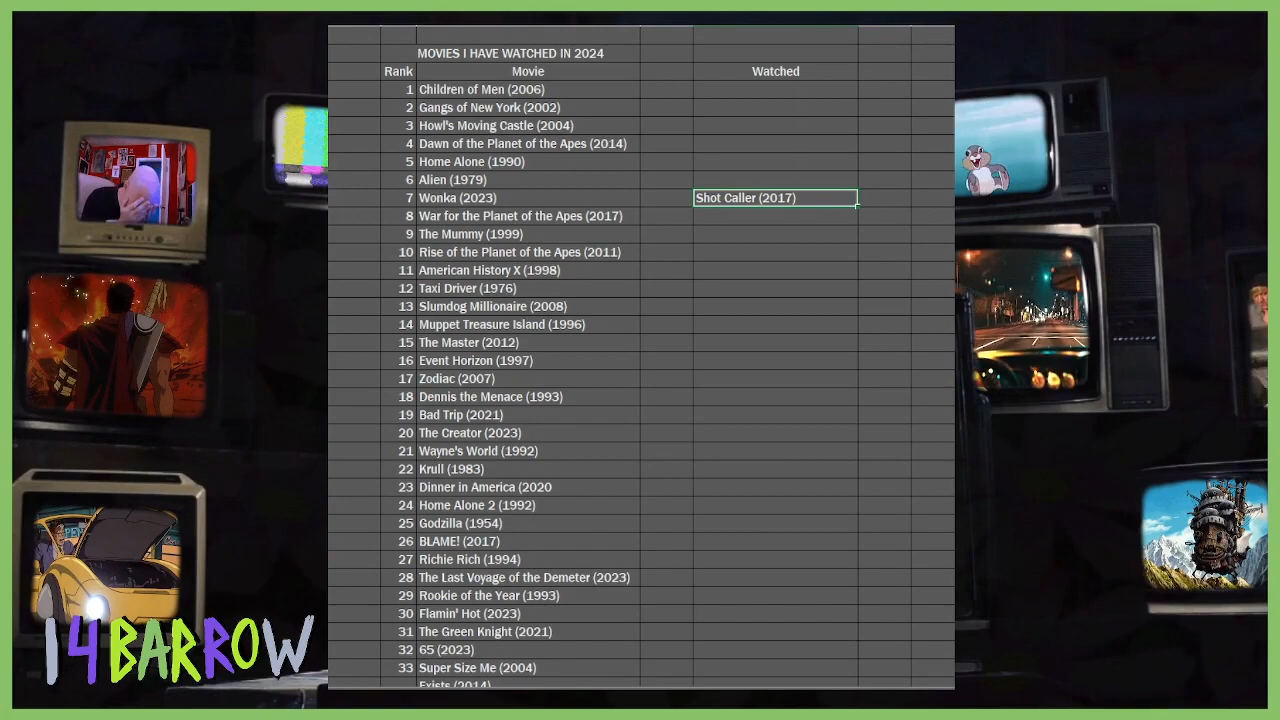 MOVIES I HAVE WATCHED IN 2024
Rank Movie Watched
1 Children of Men (2006)
2 Gangs of New York (2002)
3 Howl's Moving Castle (2004)
4 Dawn of the Planet of the Apes (2014)
5 Home Alone (1990)
6 Alien (1979)
7 Wonka (2023) Shot Caller (2017)
8 War for the Planet of the Apes (2017)
9 The Mummy (1999)
10 Rise of the Planet of the Apes (2011)
11 American History X (1998)
12 Taxi Driver (1976)
13 Slumdog Millionaire (2008)
14 Muppet Treasure Island (1996)
15 The Master (2012)
16 Event Horizon (1997)
17 Zodiac (2007)
18 Dennis the Menace (1993)
19 Bad Trip (2021)
20 The Creator (2023)
21 Wayne's World (1992)
22 Krull (1983)
23 Dinner in America (2020
24 Home Alone 2 (1992)
25 Godzilla (1954)
26 BLAME! (2017)
27 Richie Rich (1994)
28 The Last Voyage of the Demeter (2023)
29 Rookie of the Year (1993)
30 Flamin' Hot (2023)
31 The Green Knight (2021)
32 65 (2023)
33 Super Size Me (2004)
Exists (2014)
14BARROW